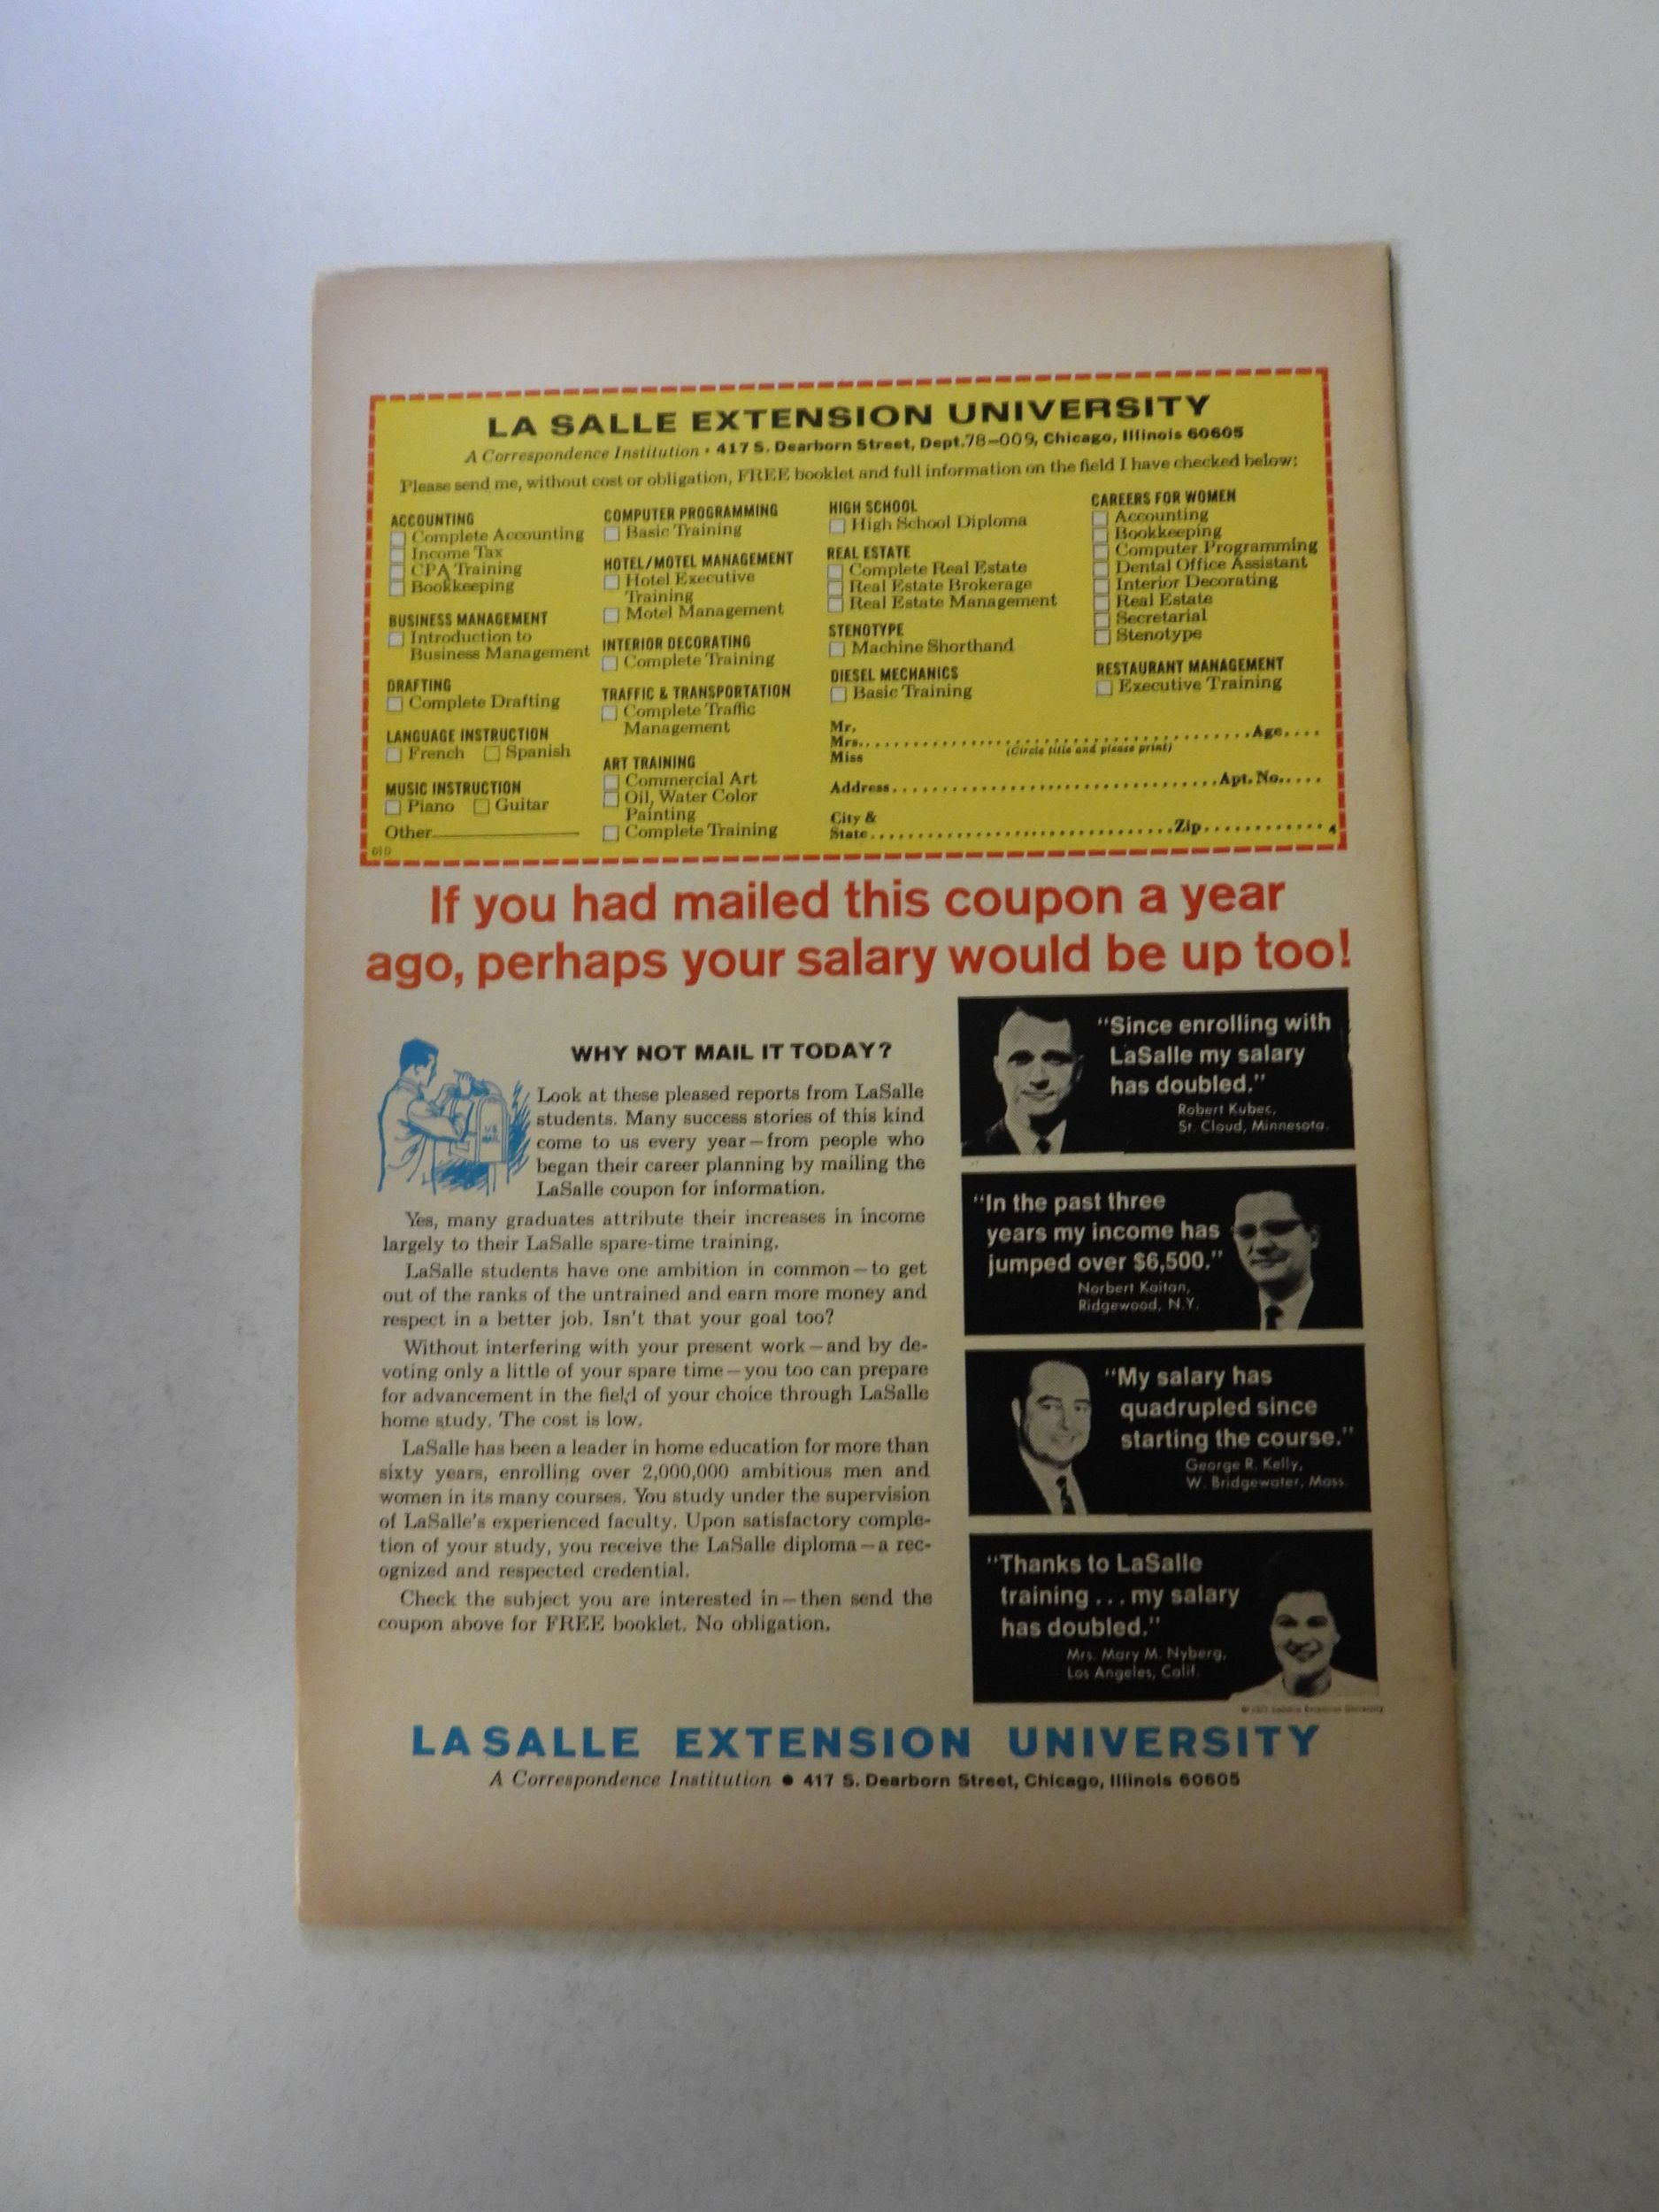 LA SALLE EXTENSION UNIVERSITY
A Correspondence Institution • 417 S. Dearborn Street, Dept. 78-009, Chicago, Illinois 60605
Please send me, without cost or obligation, FREE booklet and full information on the field I have checked below:
ACCOUNTING
Complete Accounting
Income Tax
CPA Training
Bookkeeping
BUSINESS MANAGEMENT
Introduction to
Business Management
DRAFTING
Complete Drafting
LANGUAGE INSTRUCTION
French Spanish
MUSIC INSTRUCTION
Piano Guitar
Other
COMPUTER PROGRAMMING
Basic Training
HOTEL/MOTEL MANAGEMENT
Hotel Executive
Training
Motel Management
INTERIOR DECORATING
Complete Training
TRAFFIC & TRANSPORTATION
Complete Traffic
Management
ART TRAINING
Commercial Art
Oil, Water Color
Painting
Complete Training
HIGH SCHOOL
High School Diploma
REAL ESTATE
Complete Real Estate
Real Estate Brokerage
Real Estate Management
STENOTYPE
Machine Shorthand
DIESEL MECHANICS
Basic Training
CAREERS FOR WOMEN
Accounting
Bookkeeping
Computer Programming
Dental Office Assistant
Interior Decorating
Real Estate
Secretarial
Stenotype
RESTAURANT MANAGEMENT
Executive Training
Mr.
Mrs. Age
Miss (Circle title and please print)
Address Apt. No.
City &
State Zip 4
If you had mailed this coupon a year
ago, perhaps your salary would be up too!
WHY NOT MAIL IT TODAY?
U.S.
MAIL
Look at these pleased reports from LaSalle
students. Many success stories of this kind
come to us every year—from people who
began their career planning by mailing the
LaSalle coupon for information.
Yes, many graduates attribute their increases in income
largely to their LaSalle spare-time training.
LaSalle students have one ambition in common—to get
out of the ranks of the untrained and earn more money and
respect in a better job. Isn't that your goal too?
Without interfering with your present work—and by de-
voting only a little of your spare time—you too can prepare
for advancement in the field of your choice through LaSalle
home study. The cost is low.
LaSalle has been a leader in home education for more than
sixty years, enrolling over 2,000,000 ambitious men and
women in its many courses. You study under the supervision
of LaSalle's experienced faculty. Upon satisfactory comple-
tion of your study, you receive the LaSalle diploma—a rec-
ognized and respected credential.
Check the subject you are interested in—then send the
coupon above for FREE booklet. No obligation.
"Since enrolling with
LaSalle my salary
has doubled."
Robert Kubec,
St. Cloud, Minnesota.
"In the past three
years my income has
jumped over $6,500."
Norbert Kaitan,
Ridgewood, N.Y.
"My salary has
quadrupled since
starting the course."
George R. Kelly,
W. Bridgewater, Mass.
"Thanks to LaSalle
training . . . my salary
has doubled."
Mrs. Mary M. Nyberg,
Los Angeles, Calif.
LASALLE EXTENSION UNIVERSITY
A Correspondence Institution • 417 S. Dearborn Street, Chicago, Illinois 60605